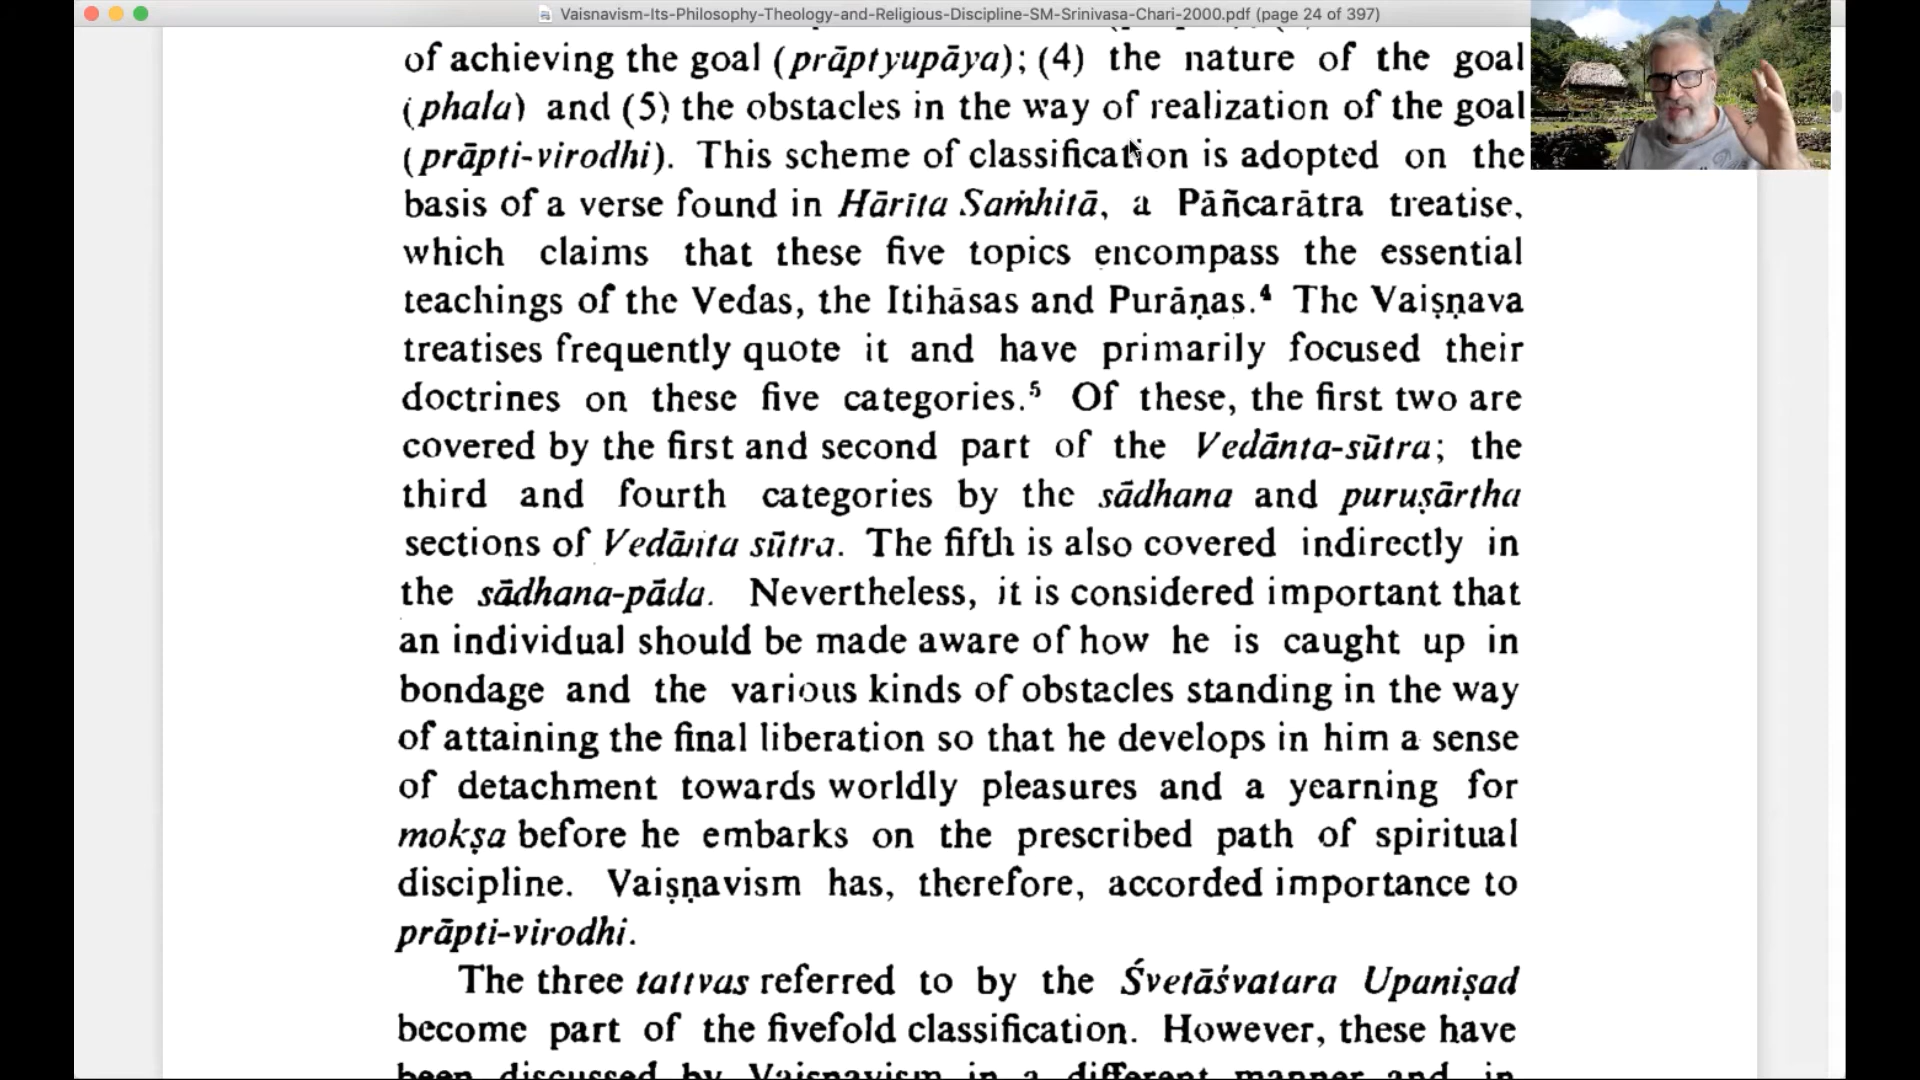 Vaisnavism-Its-Philosophy-Theology-and-Religious-Discipline-SM-Srinivasa-Chari-2000.pdf (page 24 of 397)
of achieving the goal (prāptyupāya); (4) the nature of the goal
(phala) and (5) the obstacles in the way of realization of the goal
(prāpti-virodhi). This scheme of classification is adopted on the
basis of a verse found in Hārīta Saṁhitā, a Pāñcarātra treatise,
which claims that these five topics encompass the essential
teachings of the Vedas, the Itihāsas and Purāṇas.⁴ The Vaiṣṇava
treatises frequently quote it and have primarily focused their
doctrines on these five categories.⁵ Of these, the first two are
covered by the first and second part of the Vedānta-sūtra; the
third and fourth categories by the sādhana and puruṣārtha
sections of Vedānta sūtra. The fifth is also covered indirectly in
the sādhana-pāda. Nevertheless, it is considered important that
an individual should be made aware of how he is caught up in
bondage and the various kinds of obstacles standing in the way
of attaining the final liberation so that he develops in him a sense
of detachment towards worldly pleasures and a yearning for
mokṣa before he embarks on the prescribed path of spiritual
discipline. Vaiṣṇavism has, therefore, accorded importance to
prāpti-virodhi.
The three tattvas referred to by the Śvetāśvatara Upaniṣad
become part of the fivefold classification. However, these have
been discussed by Vaiṣṇavism in a different manner and in